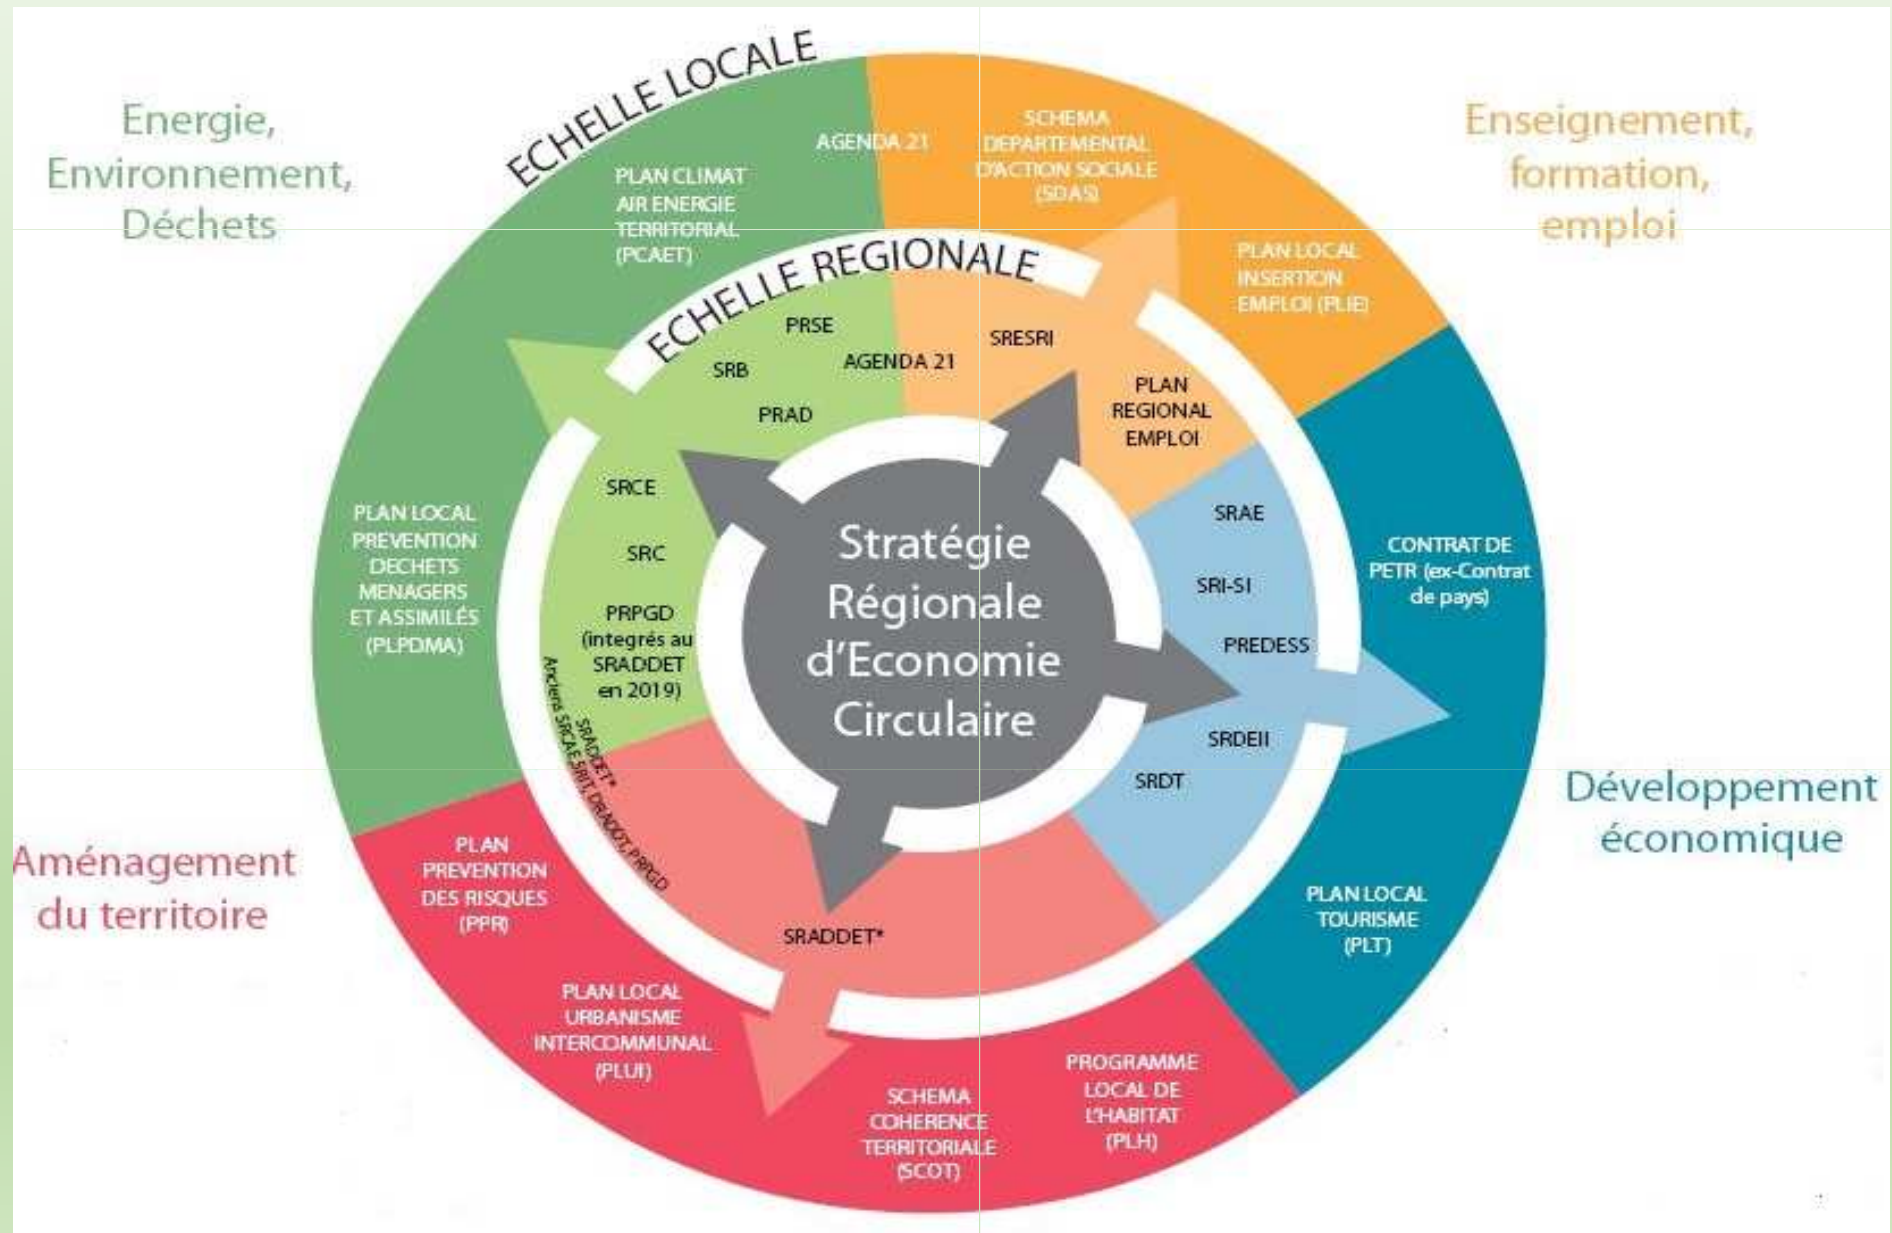 Energie,
Environnement,
Déchets
Enseignement,
formation,
emploi
Développement
économique
Aménagement
du territoire
ECHELLE LOCALE
AGENDA 21
SCHEMA
DEPARTEMENTAL
D'ACTION SOCIALE
(SDAS)
PLAN LOCAL
INSERTION
EMPLOI (PLIE)
CONTRAT DE
PETR (ex-Contrat
de pays)
PLAN LOCAL
TOURISME
(PLT)
PROGRAMME
LOCAL DE
L'HABITAT
(PLH)
SCHEMA
COHERENCE
TERRITORIALE
(SCOT)
PLAN LOCAL
URBANISME
INTERCOMMUNAL
(PLUI)
PLAN
PREVENTION
DES RISQUES
(PPR)
PLAN LOCAL
PREVENTION
DECHETS
MENAGERS
ET ASSIMILÉS
(PLPDMA)
PLAN CLIMAT
AIR ENERGIE
TERRITORIAL
(PCAET)
ECHELLE REGIONALE
PRSE
SRB
AGENDA 21
PRAD
SRESRI
PLAN
REGIONAL
EMPLOI
SRAE
SRI-SI
PREDESS
SRDEII
SRDT
SRADDET*
SRADDET*
Anciens SRCAE, SRIT, DRADDT, PRPGD
SRCE
SRC
PRPGD
(integrés au
SRADDET
en 2019)
Stratégie
Régionale
d'Economie
Circulaire